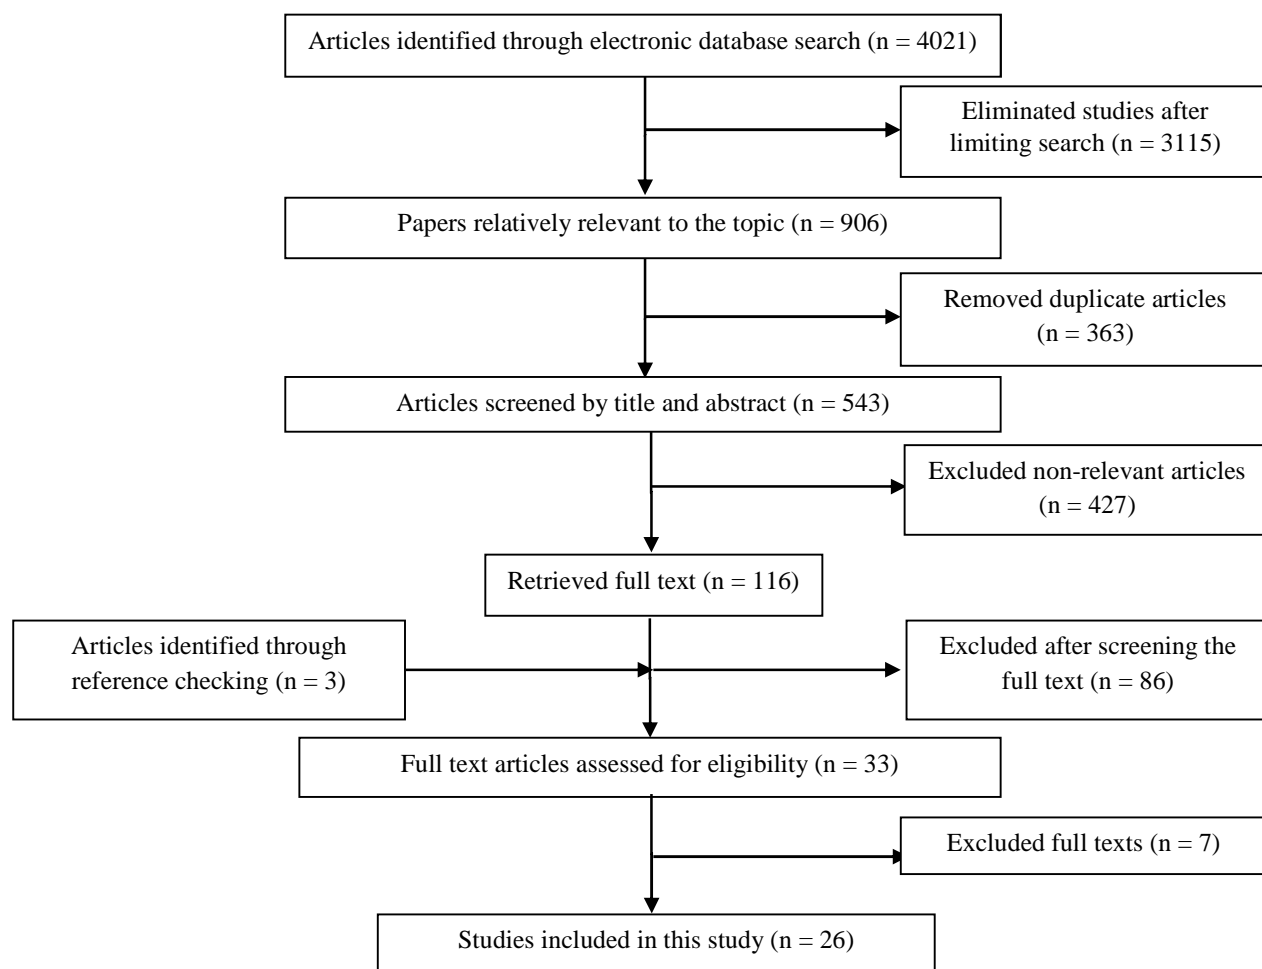 Articles identified through electronic database search (n = 4021)
Eliminated studies after
limiting search (n = 3115)
Papers relatively relevant to the topic (n = 906)
Removed duplicate articles
(n = 363)
Articles screened by title and abstract (n = 543)
Excluded non-relevant articles
(n = 427)
Retrieved full text (n = 116)
Articles identified through
reference checking (n = 3)
Excluded after screening the
full text (n = 86)
Full text articles assessed for eligibility (n = 33)
Excluded full texts (n = 7)
Studies included in this study (n = 26)